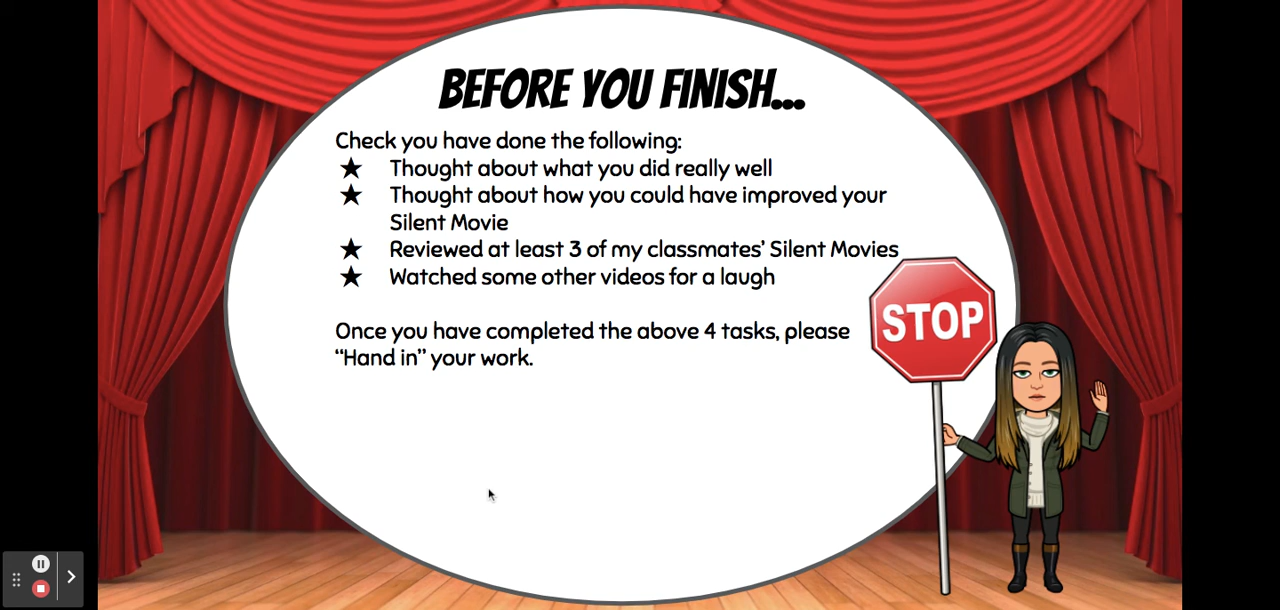 BEFORE YOU FINISH...
Check you have done the following:
★ Thought about what you did really well
★ Thought about how you could have improved your
Silent Movie
★ Reviewed at least 3 of my classmates’ Silent Movies
★ Watched some other videos for a laugh
Once you have completed the above 4 tasks, please
“Hand in” your work.
STOP